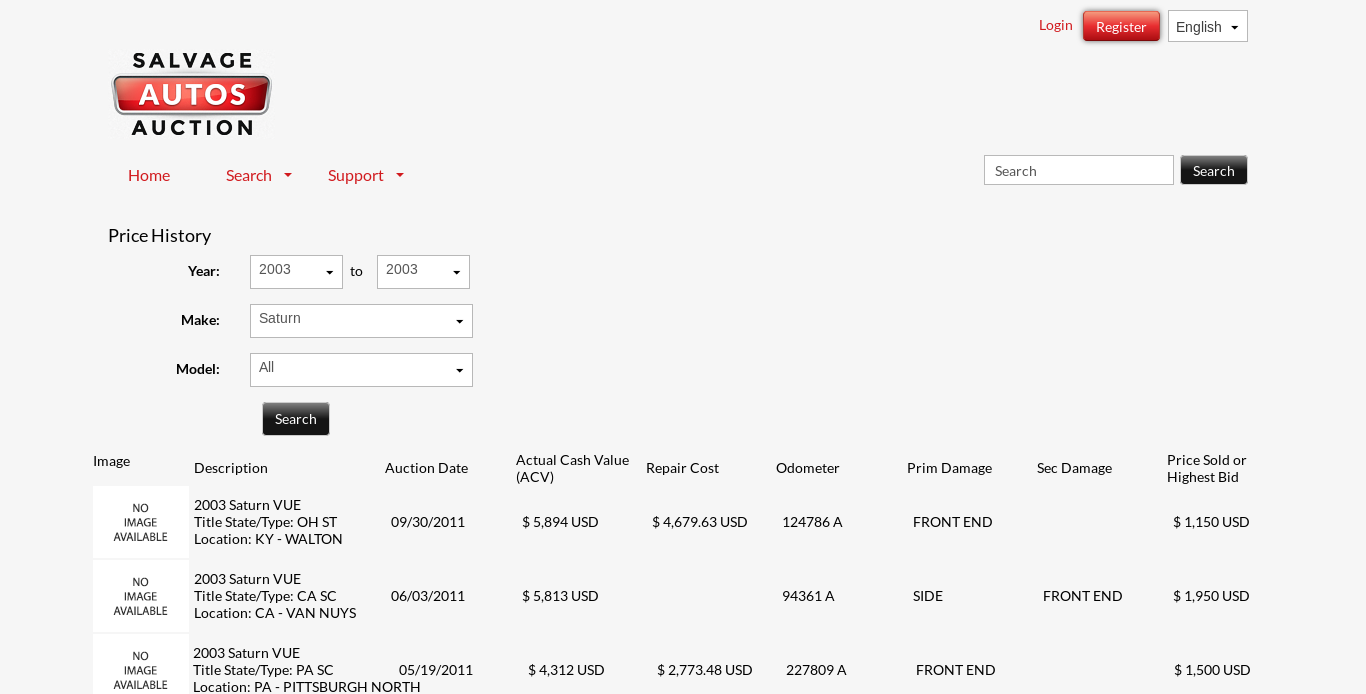 Login
Register
English
SALVAGE
AUTOS
AUCTION
Home
Search
Support
Search
Search
Price History
Year:
2003
to
2003
Make:
Saturn
Model:
All
Search
Image
Description
Auction Date
Actual Cash Value
(ACV)
Repair Cost
Odometer
Prim Damage
Sec Damage
Price Sold or
Highest Bid
NO
IMAGE
AVAILABLE
2003 Saturn VUE
Title State/Type: OH ST
Location: KY - WALTON
09/30/2011
$ 5,894 USD
$ 4,679.63 USD
124786 A
FRONT END
$ 1,150 USD
NO
IMAGE
AVAILABLE
2003 Saturn VUE
Title State/Type: CA SC
Location: CA - VAN NUYS
06/03/2011
$ 5,813 USD
94361 A
SIDE
FRONT END
$ 1,950 USD
NO
IMAGE
AVAILABLE
2003 Saturn VUE
Title State/Type: PA SC
Location: PA - PITTSBURGH NORTH
05/19/2011
$ 4,312 USD
$ 2,773.48 USD
227809 A
FRONT END
$ 1,500 USD